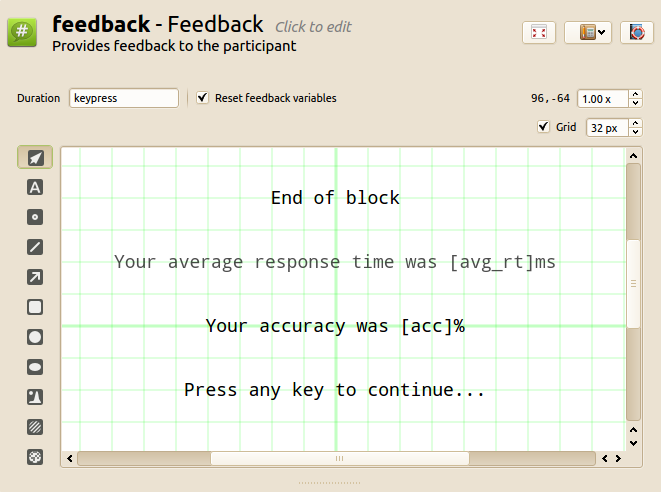 feedback - Feedback Click to edit
Provides feedback to the participant
Duration keypress Reset feedback variables 96,-64 1.00 x
Grid 32 px
A
End of block
Your average response time was [avg_rt]ms
Your accuracy was [acc]%
Press any key to continue...